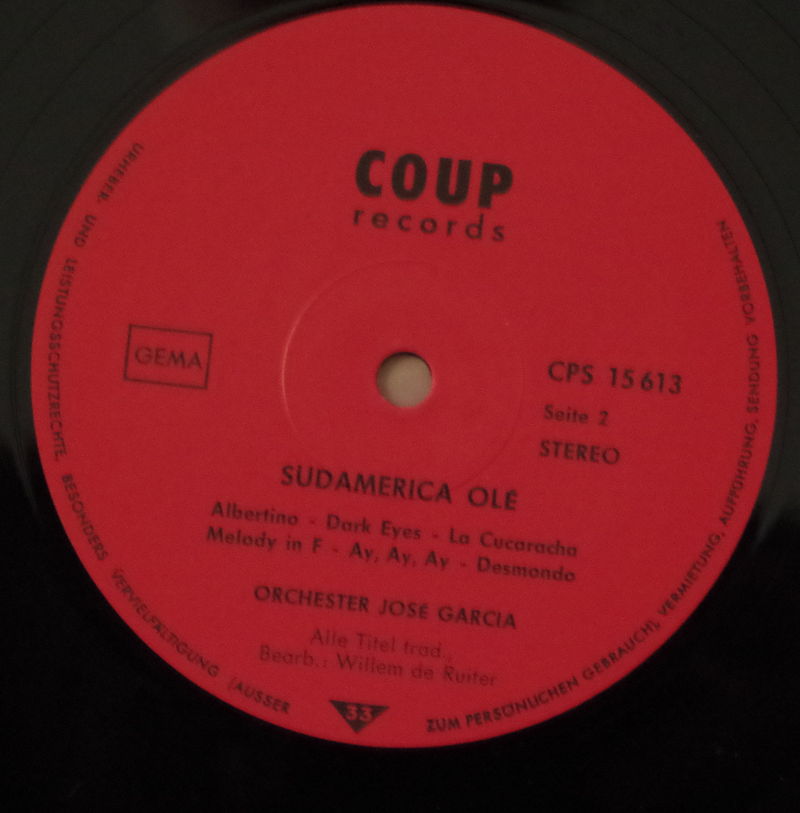 COUP
records
GEMA
CPS 15 613
Seite 2
STEREO
SUDAMERICA OLÉ
Albertino - Dark Eyes - La Cucaracha
Melody in F - Ay, Ay, Ay - Desmondo
ORCHESTER JOSÉ GARCIA
Alle Titel trad.;
Bearb.: Willem de Ruiter
33
URHEBER- UND LEISTUNGSSCHUTZRECHTE, BESONDERS VERVIELFÄLTIGUNG (AUSSER ZUM PERSÖNLICHEN GEBRAUCH), VERMIETUNG, AUFFÜHRUNG, SENDUNG VORBEHALTEN